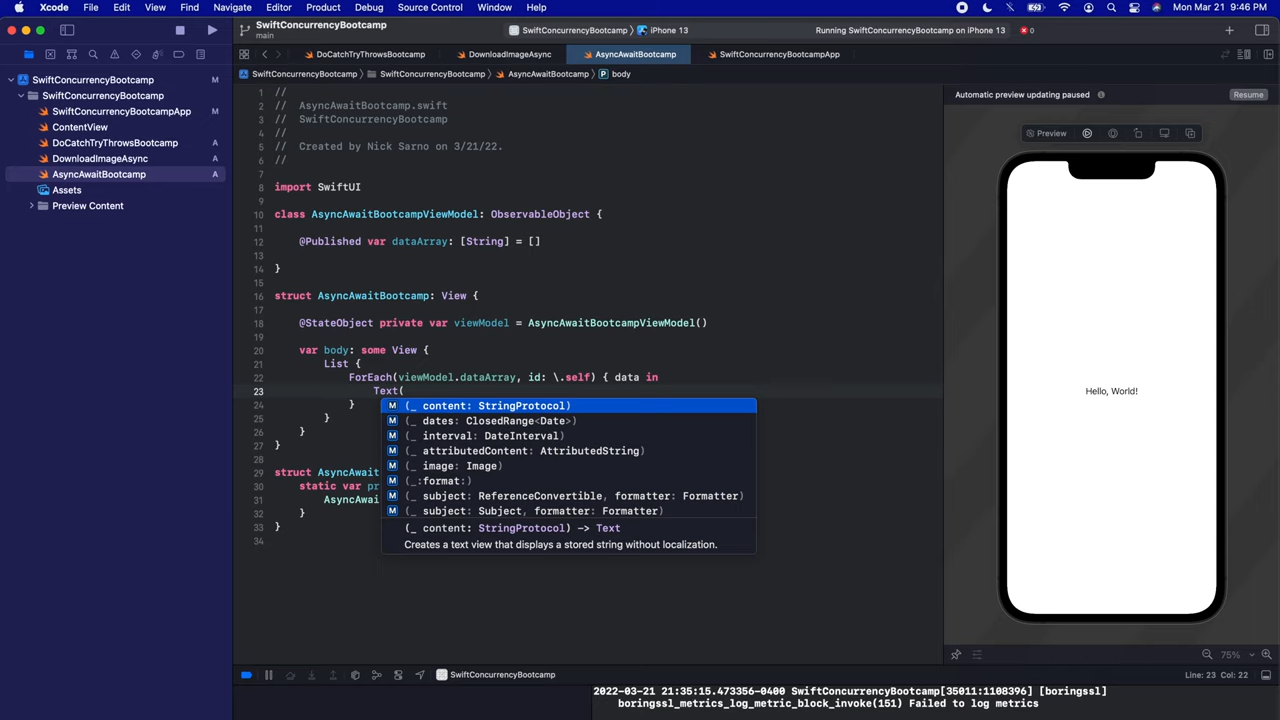 Xcode File Edit View Find Navigate Editor Product Debug Source Control Window Help Mon Mar 21 9:46 PM
SwiftConcurrencyBootcamp
main
SwiftConcurrencyBootcamp iPhone 13
Running SwiftConcurrencyBootcamp on iPhone 13
0
DoCatchTryThrowsBootcamp DownloadImageAsync AsyncAwaitBootcamp SwiftConcurrencyBootcampApp
SwiftConcurrencyBootcamp SwiftConcurrencyBootcamp AsyncAwaitBootcamp body
SwiftConcurrencyBootcamp M
SwiftConcurrencyBootcamp
SwiftConcurrencyBootcampApp M
ContentView
DoCatchTryThrowsBootcamp A
DownloadImageAsync A
AsyncAwaitBootcamp A
Assets
Preview Content
1 //
2 // AsyncAwaitBootcamp.swift
3 // SwiftConcurrencyBootcamp
4 //
5 // Created by Nick Sarno on 3/21/22.
6 //
7
8 import SwiftUI
9
10 class AsyncAwaitBootcampViewModel: ObservableObject {
11
12 @Published var dataArray: [String] = []
13
14 }
15
16 struct AsyncAwaitBootcamp: View {
17
18 @StateObject private var viewModel = AsyncAwaitBootcampViewModel()
19
20 var body: some View {
21 List {
22 ForEach(viewModel.dataArray, id: \.self) { data in
23 Text(
24 }
25 }
26 }
27 }
28
29 struct AsyncAwait
30 static var pr
31 AsyncAwai
32 }
33 }
34
M (_ content: StringProtocol)
M (_ dates: ClosedRange<Date>)
M (_ interval: DateInterval)
M (_ attributedContent: AttributedString)
M (_ image: Image)
M (_:format:)
M (_ subject: ReferenceConvertible, formatter: Formatter)
M (_ subject: Subject, formatter: Formatter)
(_ content: StringProtocol) -> Text
Creates a text view that displays a stored string without localization.
Automatic preview updating paused
Resume
Preview
Hello, World!
75%
SwiftConcurrencyBootcamp
Line: 23 Col: 22
2022-03-21 21:35:15.473356-0400 SwiftConcurrencyBootcamp[35011:1108396] [boringssl]
boringssl_metrics_log_metric_block_invoke(151) Failed to log metrics